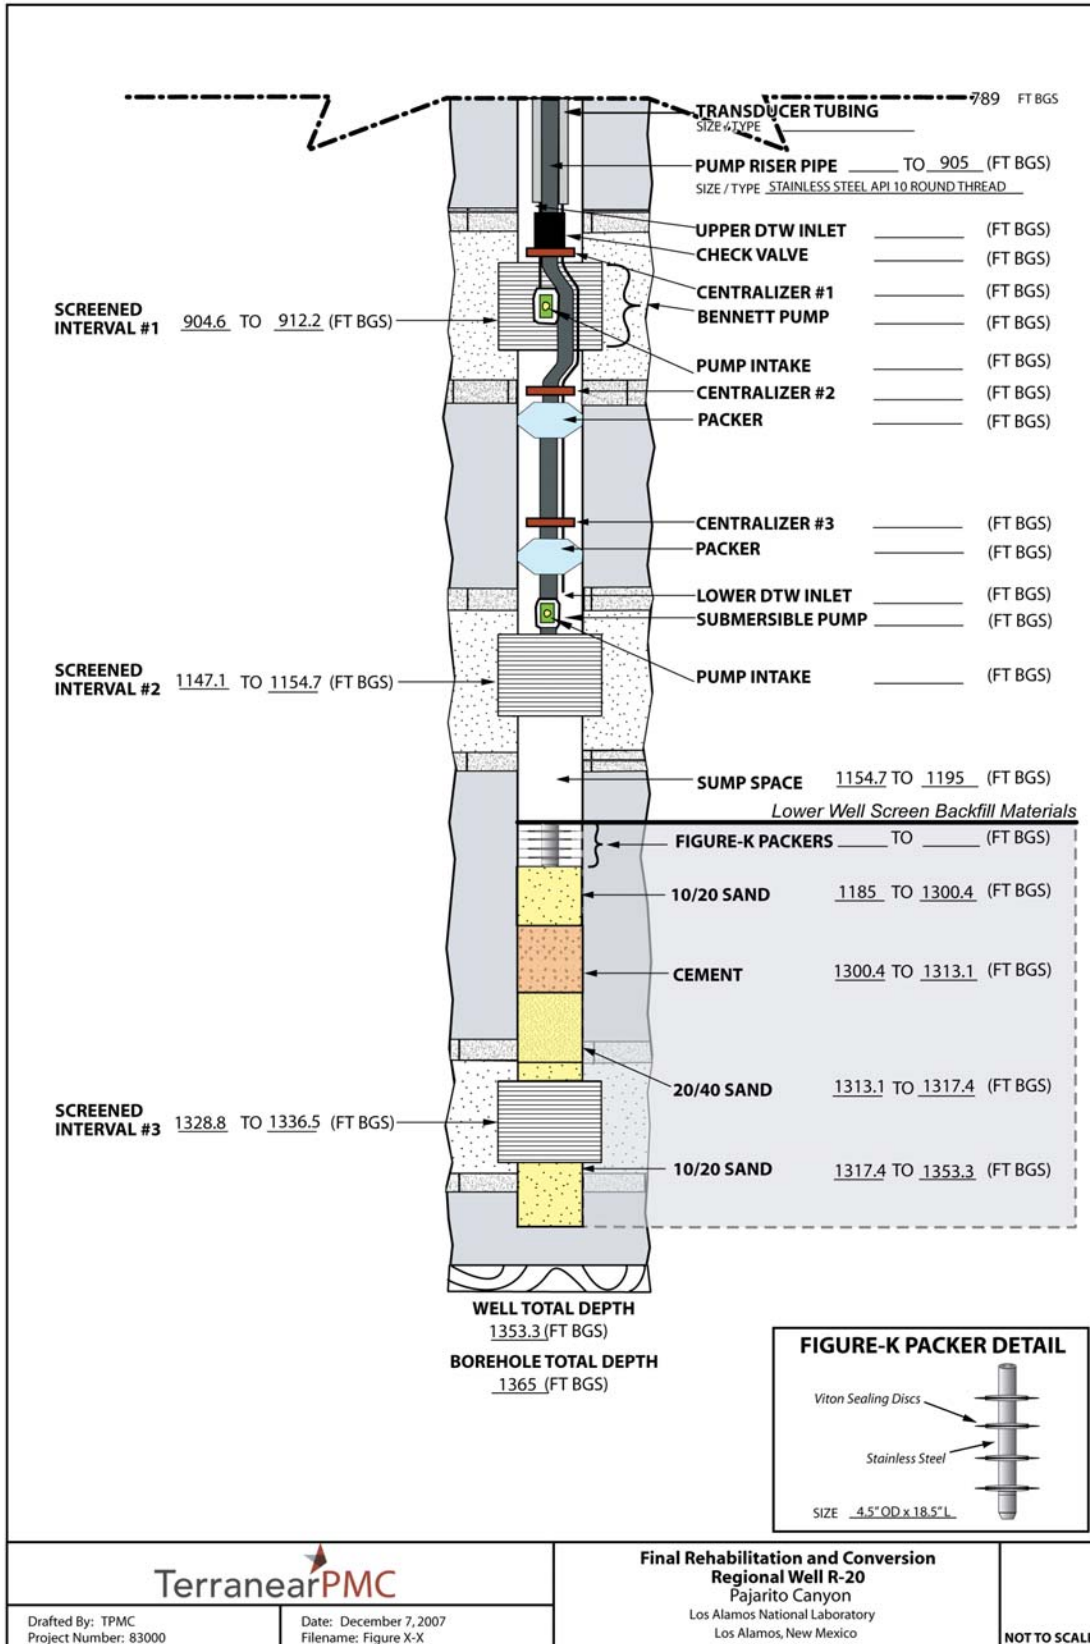 789 FT BGS
TRANSDUCER TUBING
SIZE / TYPE
PUMP RISER PIPE TO 905 (FT BGS)
SIZE / TYPE STAINLESS STEEL API 10 ROUND THREAD
UPPER DTW INLET (FT BGS)
CHECK VALVE (FT BGS)
CENTRALIZER #1 (FT BGS)
BENNETT PUMP (FT BGS)
SCREENED
INTERVAL #1 904.6 TO 912.2 (FT BGS)
PUMP INTAKE (FT BGS)
CENTRALIZER #2 (FT BGS)
PACKER (FT BGS)
CENTRALIZER #3 (FT BGS)
PACKER (FT BGS)
LOWER DTW INLET (FT BGS)
SUBMERSIBLE PUMP (FT BGS)
SCREENED
INTERVAL #2 1147.1 TO 1154.7 (FT BGS)
PUMP INTAKE (FT BGS)
SUMP SPACE 1154.7 TO 1195 (FT BGS)
Lower Well Screen Backfill Materials
FIGURE-K PACKERS TO (FT BGS)
10/20 SAND 1185 TO 1300.4 (FT BGS)
CEMENT 1300.4 TO 1313.1 (FT BGS)
20/40 SAND 1313.1 TO 1317.4 (FT BGS)
SCREENED
INTERVAL #3 1328.8 TO 1336.5 (FT BGS)
10/20 SAND 1317.4 TO 1353.3 (FT BGS)
WELL TOTAL DEPTH
1353.3 (FT BGS)
BOREHOLE TOTAL DEPTH
1365 (FT BGS)
FIGURE-K PACKER DETAIL
Viton Sealing Discs
Stainless Steel
SIZE 4.5" OD x 18.5" L
TerranearPMC
Drafted By: TPMC
Project Number: 83000
Date: December 7, 2007
Filename: Figure X-X
Final Rehabilitation and Conversion
Regional Well R-20
Pajarito Canyon
Los Alamos National Laboratory
Los Alamos, New Mexico
NOT TO SCALE